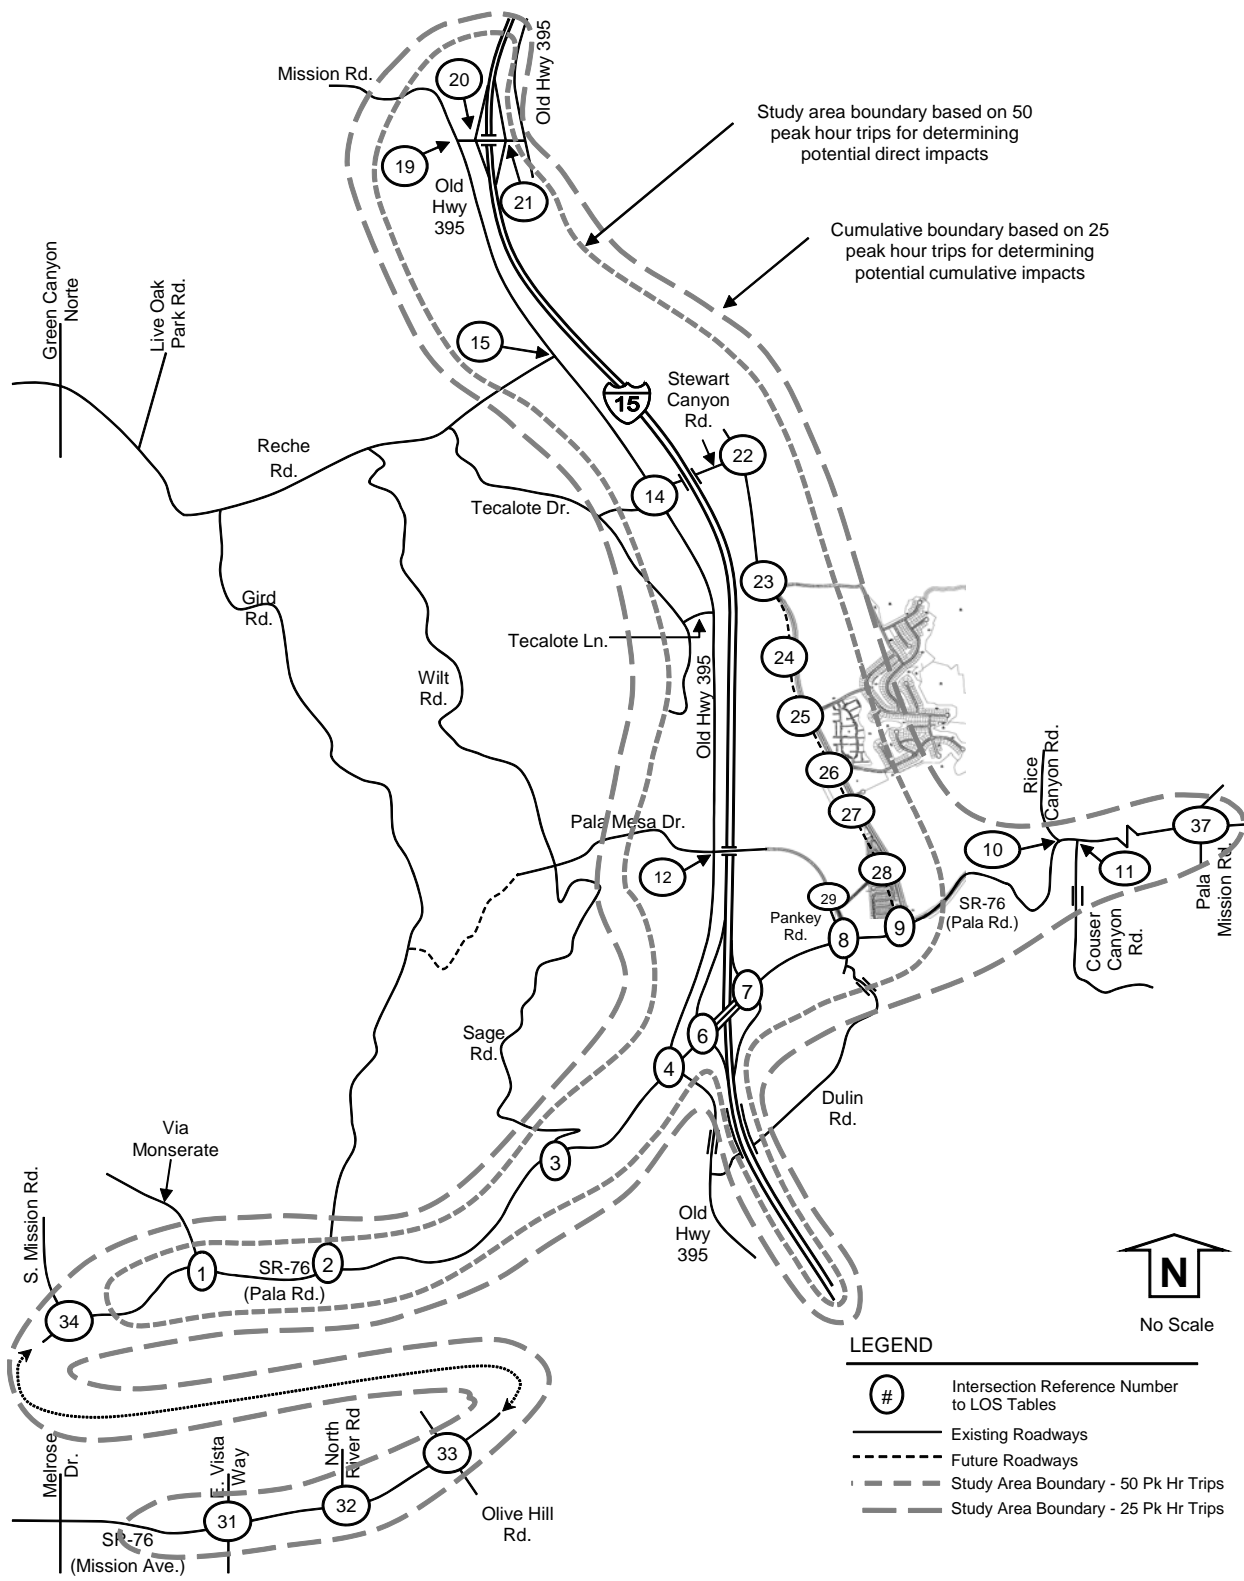 Old Hwy 395
Mission Rd.
20
19
Old
Hwy
395
21
Study area boundary based on 50
peak hour trips for determining
potential direct impacts
Cumulative boundary based on 25
peak hour trips for determining
potential cumulative impacts
Green Canyon
Norte
Live Oak
Park Rd.
15
15
Stewart
Canyon
Rd.
22
Reche
Rd.
14
Tecalote Dr.
23
Gird
Rd.
Tecalote Ln.
24
Wilt
Rd.
Old Hwy 395
25
26
27
Rice
Canyon Rd.
Pala Mesa Dr.
12
28
29
10
11
37
Pala
Mission Rd.
Pankey
Rd.
8
9
SR-76
(Pala Rd.)
Couser
Canyon
Rd.
7
6
4
Sage
Rd.
Dulin
Rd.
Via
Monserate
3
S. Mission Rd.
Old
Hwy
395
1
SR-76
(Pala Rd.)
2
34
N
No Scale
LEGEND
#
Intersection Reference Number
to LOS Tables
Existing Roadways
Future Roadways
Study Area Boundary - 50 Pk Hr Trips
Study Area Boundary - 25 Pk Hr Trips
Melrose
Dr.
E. Vista
Way
North
River Rd
33
32
31
Olive Hill
Rd.
SR-76
(Mission Ave.)